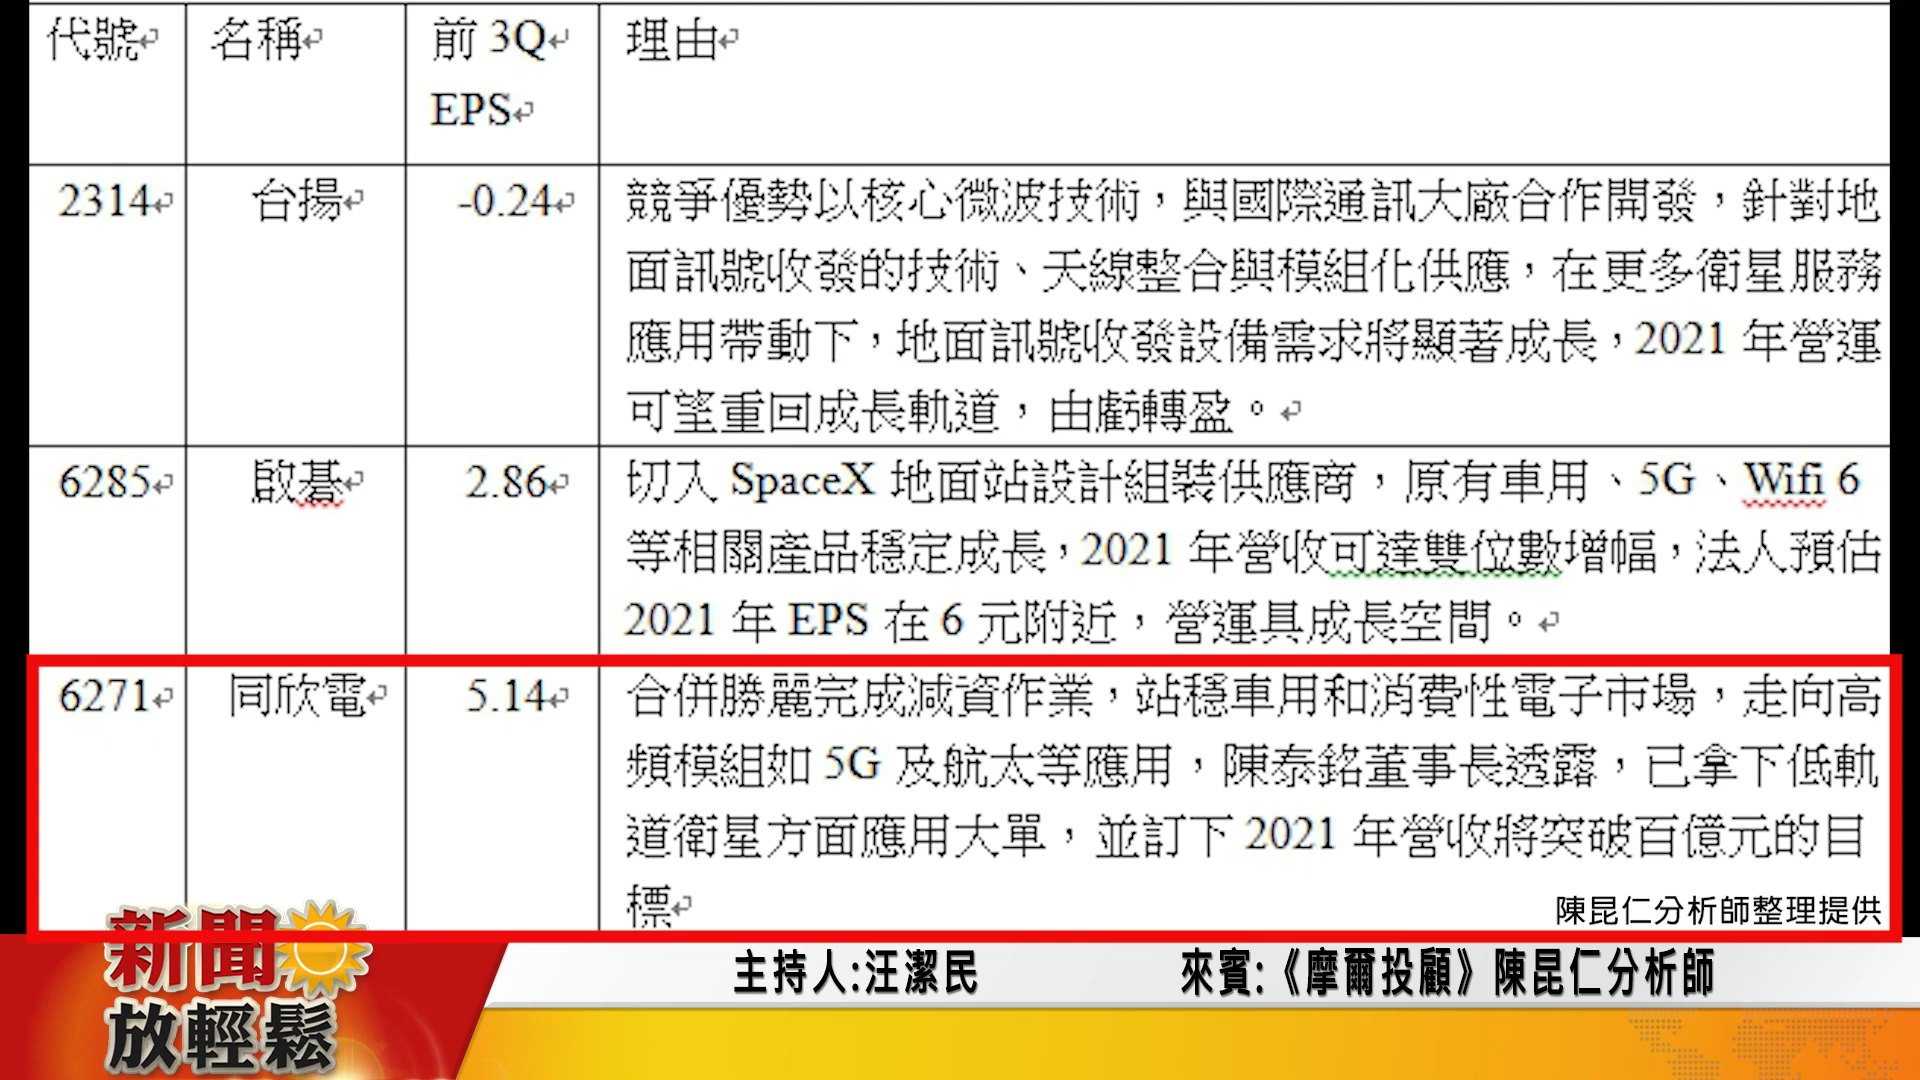 代號 名稱 前 3Q 理由
EPS
2314 台揚 -0.24 競爭優勢以核心微波技術，與國際通訊大廠合作開發，針對地
面訊號收發的技術、天線整合與模組化供應，在更多衛星服務
應用帶動下，地面訊號收發設備需求將顯著成長，2021 年營運
可望重回成長軌道，由虧轉盈。
6285 啟碁 2.86 切入 SpaceX 地面站設計組裝供應商，原有車用、5G、Wifi 6
等相關產品穩定成長，2021 年營收可達雙位數增幅，法人預估
2021 年 EPS 在 6 元附近，營運具成長空間。
6271 同欣電 5.14 合併勝麗完成減資作業，站穩車用和消費性電子市場，走向高
頻模組如 5G 及航太等應用，陳泰銘董事長透露，已拿下低軌
道衛星方面應用大單，並訂下 2021 年營收將突破百億元的目
標
陳昆仁分析師整理提供
新聞
放輕鬆
主持人:汪潔民 來賓:《摩爾投顧》陳昆仁分析師